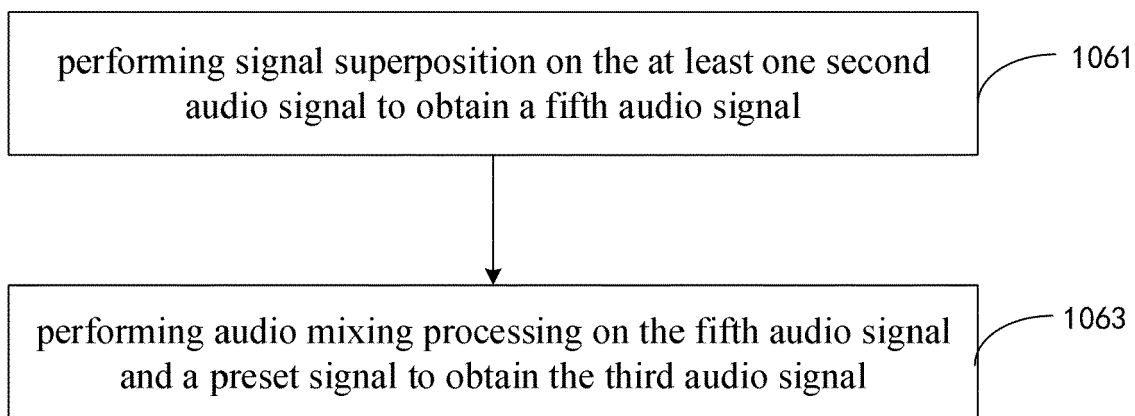 performing signal superposition on the at least one second
audio signal to obtain a fifth audio signal
1061
performing audio mixing processing on the fifth audio signal
and a preset signal to obtain the third audio signal
1063